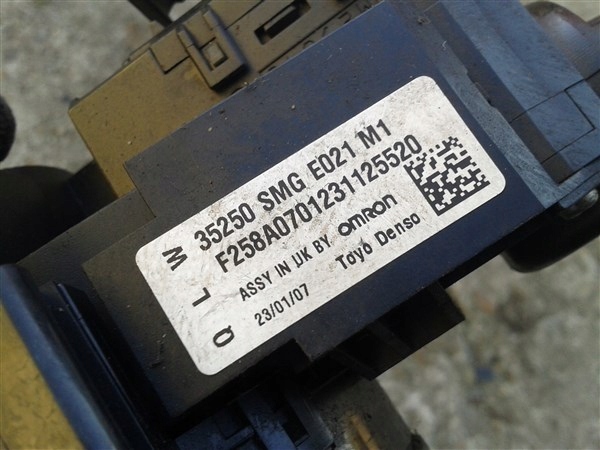 35250 SMG E021 M1
F258A0701231125520
ASSY IN UK BY OMRON
23/01/07 Toyo Denso
W
L
Q